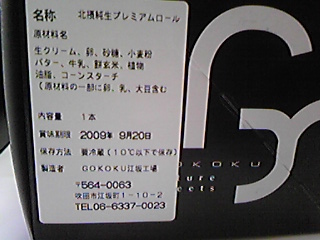 名称　北摂純生プレミアムロール
原材料名
生クリーム、卵、砂糖、小麦粉
バター、牛乳、鮮玄米、植物
油脂、コーンスターチ
（原材料の一部に卵、乳、大豆含む
内容量　1本
賞味期限　2009年 9月20日
保存方法　要冷蔵（10℃以下で保存）
製造者　GOKOKU江坂工場
〒564-0063
吹田市江坂町1-10-2
TEL06-6337-0023
OKOKU
ure
eets